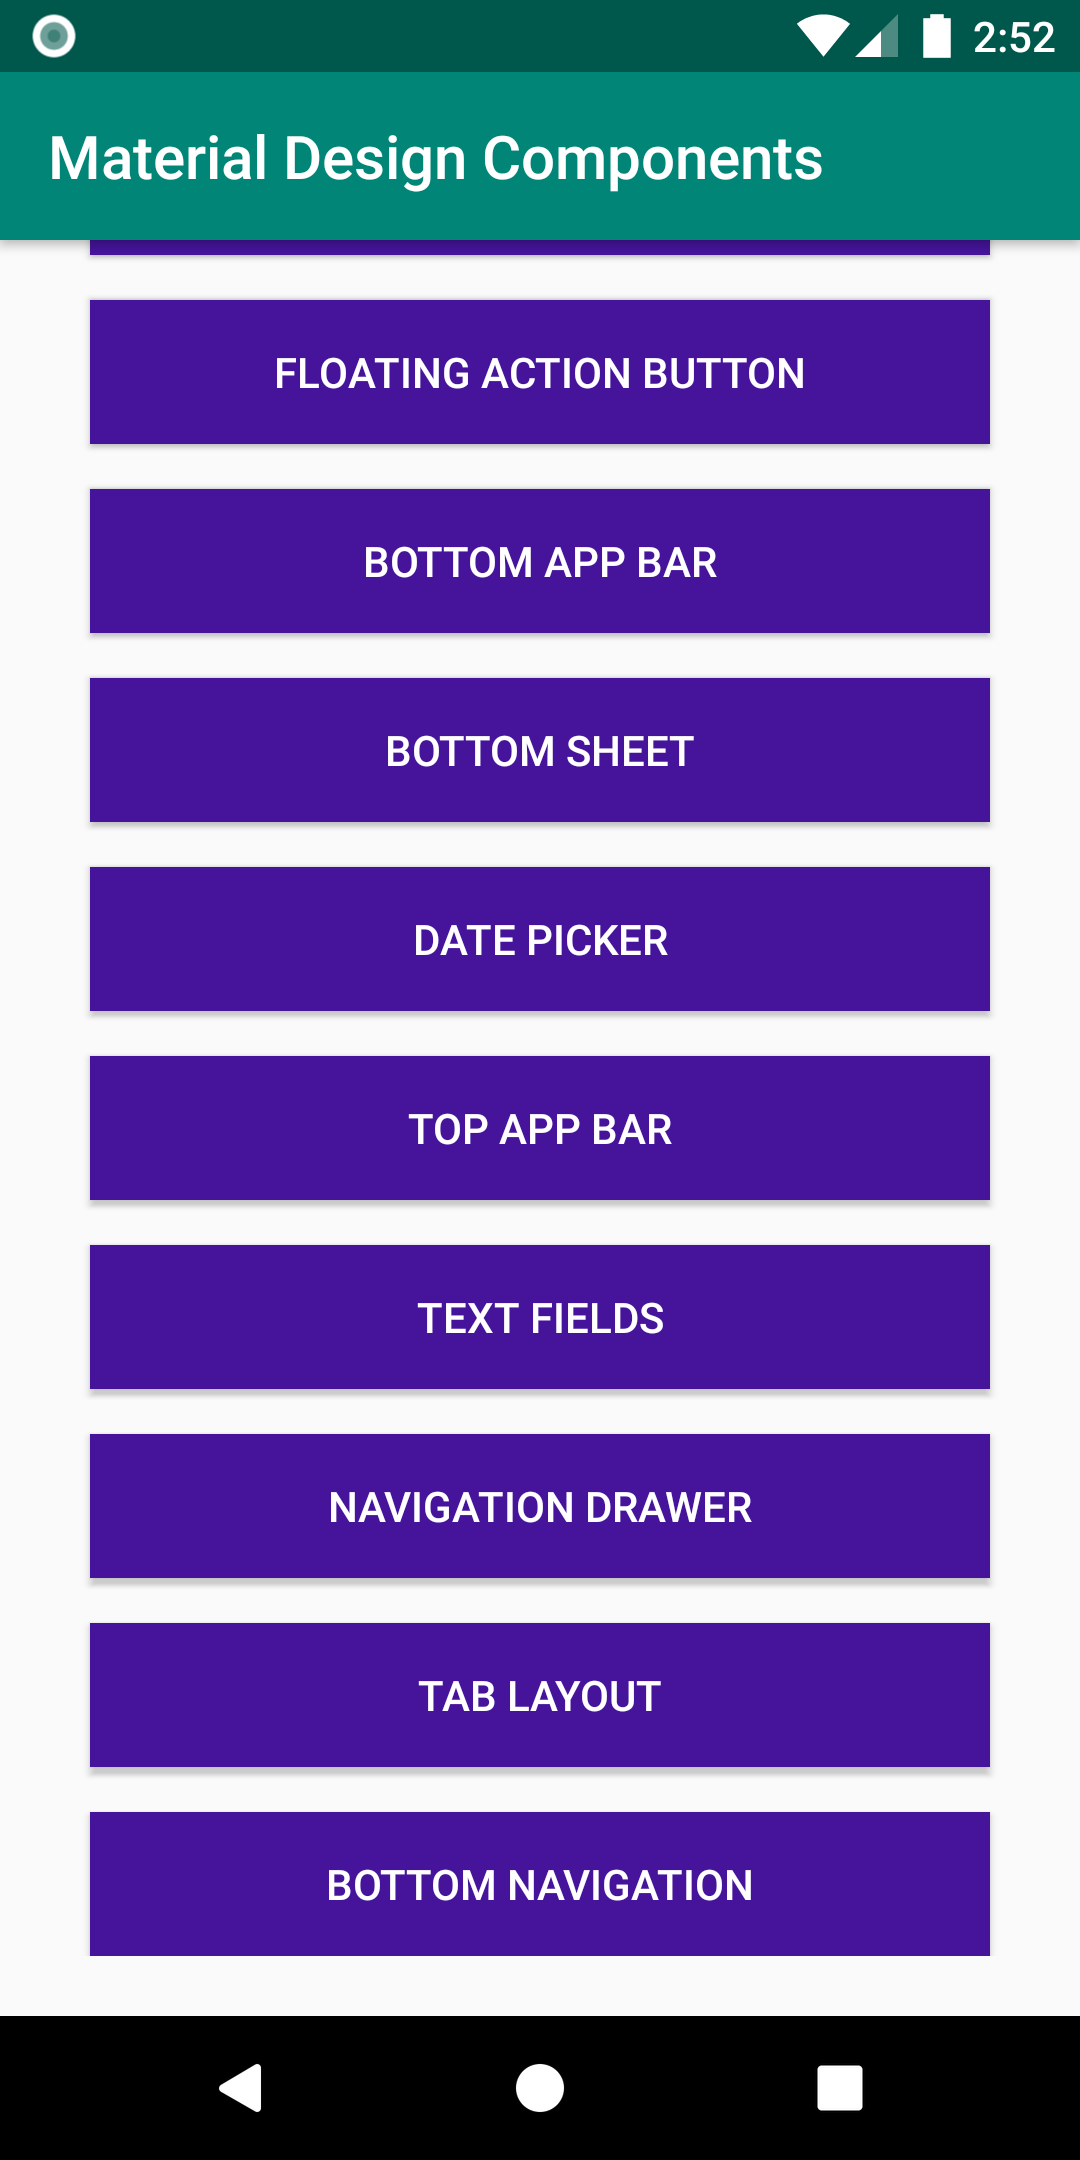 2:52
Material Design Components
FLOATING ACTION BUTTON
BOTTOM APP BAR
BOTTOM SHEET
DATE PICKER
TOP APP BAR
TEXT FIELDS
NAVIGATION DRAWER
TAB LAYOUT
BOTTOM NAVIGATION